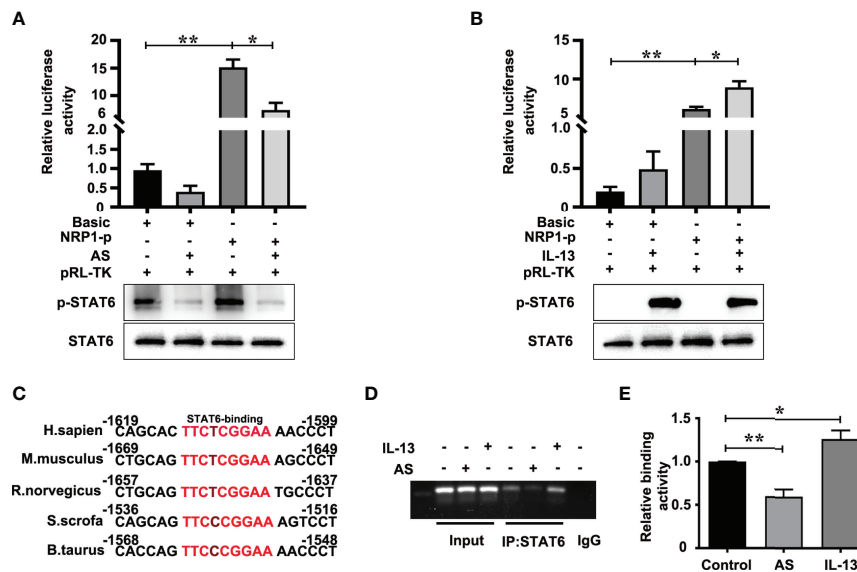 A
Relative luciferase activity
20
15
10
6
2.0
1.0
0.5
0
** *
Basic + + - -
NRP1-p - - + +
AS - + - +
pRL-TK + + + +
p-STAT6
STAT6
B
Relative luciferase activity
15
10
5
1.0
0.5
0
** *
Basic + + - -
NRP1-p - - + +
IL-13 - + - +
pRL-TK + + + +
p-STAT6
STAT6
C
STAT6-binding
-1619 -1599
H.sapien CAGCAC TTCTCGGAA AACCCT
-1669 -1649
M.musculus CTGCAG TTCTCGGAA AGCCCT
-1657 -1637
R.norvegicus CTGCAG TTCTCGGAA TGCCCT
-1536 -1516
S.scrofa CAGCAG TTCCCGGAA AGTCCT
-1568 -1548
B.taurus CACCAG TTCCCGGAA AACCCT
D
IL-13 - - + - - + -
AS - + - - + - -
Input IP:STAT6 IgG
E
Relative binding activity
1.5
1.0
0.5
0
*
**
Control AS IL-13